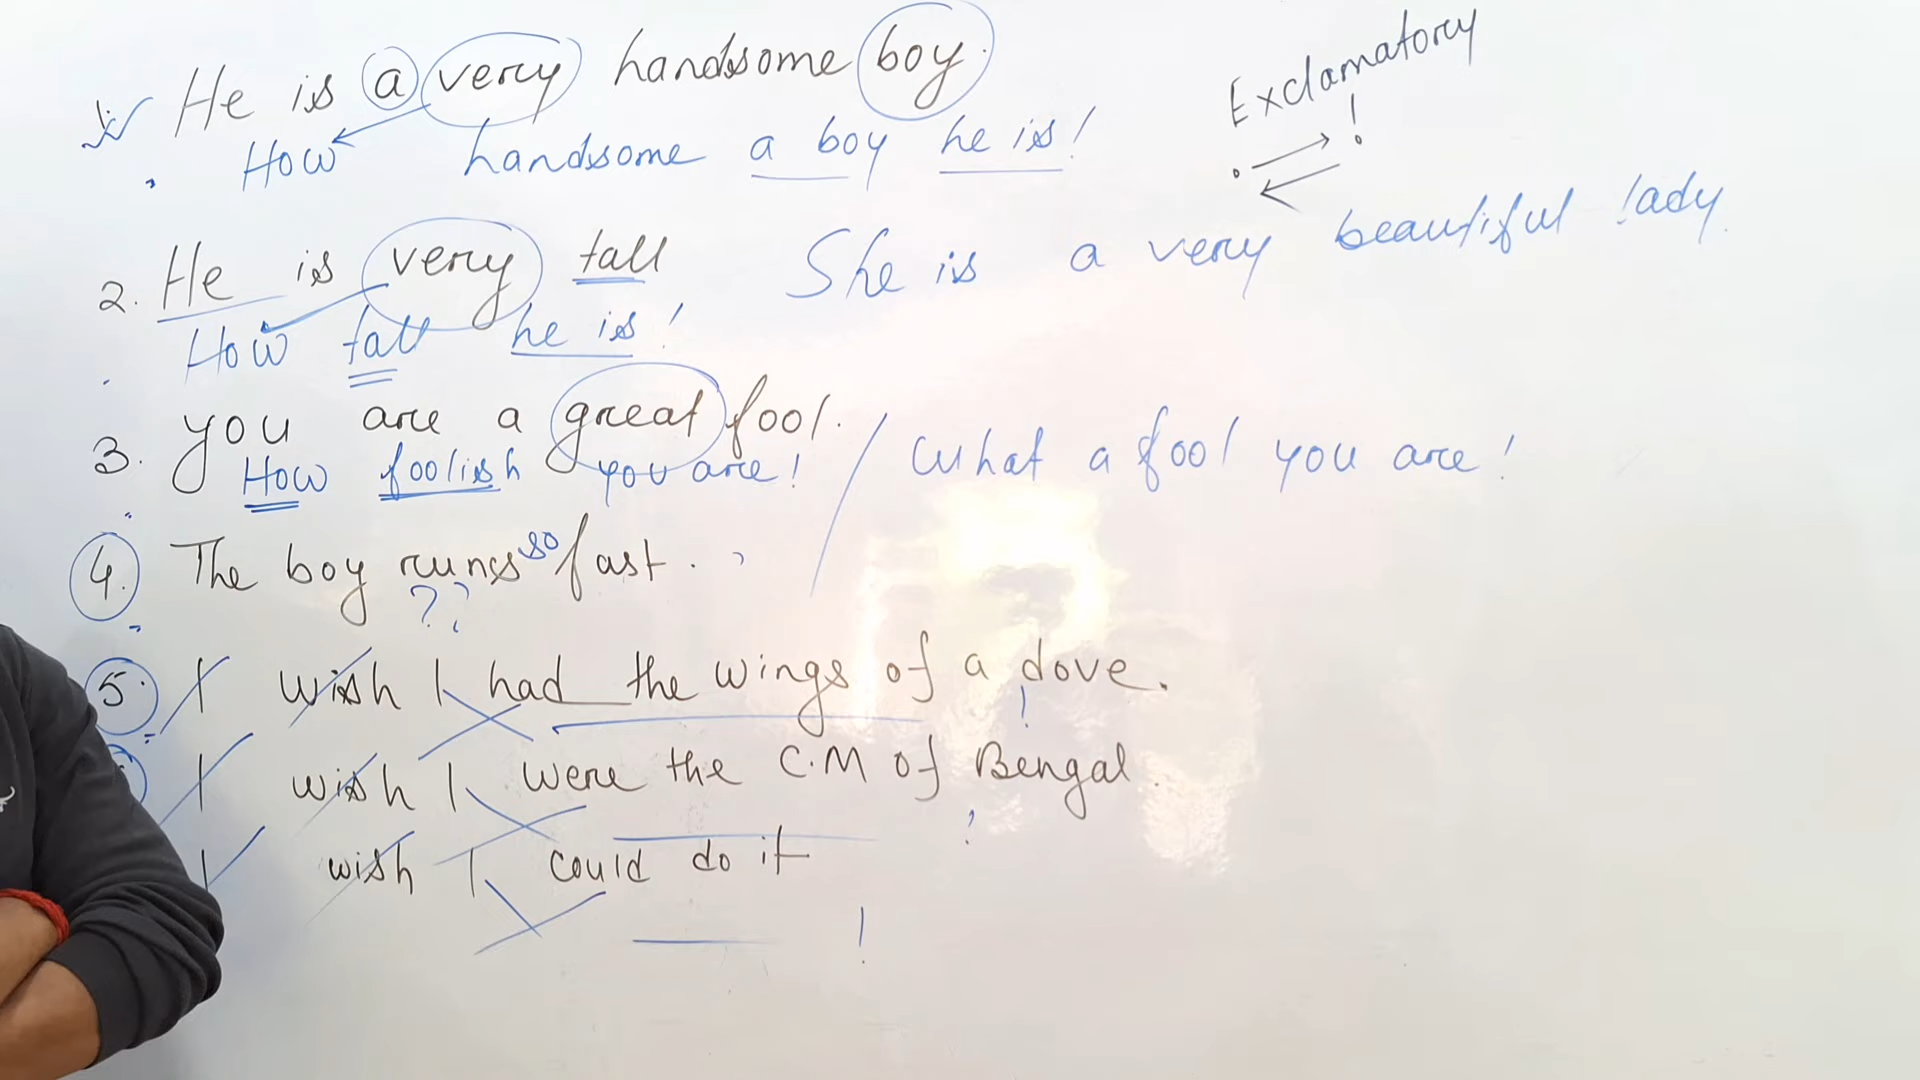 1. He is a very handsome boy.
How handsome a boy he is!
Exclamatory
. !
2. He is very tall
She is a very beautiful lady.
How tall he is!
3. you are a great fool.
How foolish you are! / What a fool you are!
4. The boy runs so fast.
??
5. I wish I had the wings of a dove.
!
I wish I were the C.M of Bengal.
!
I wish I could do it
!